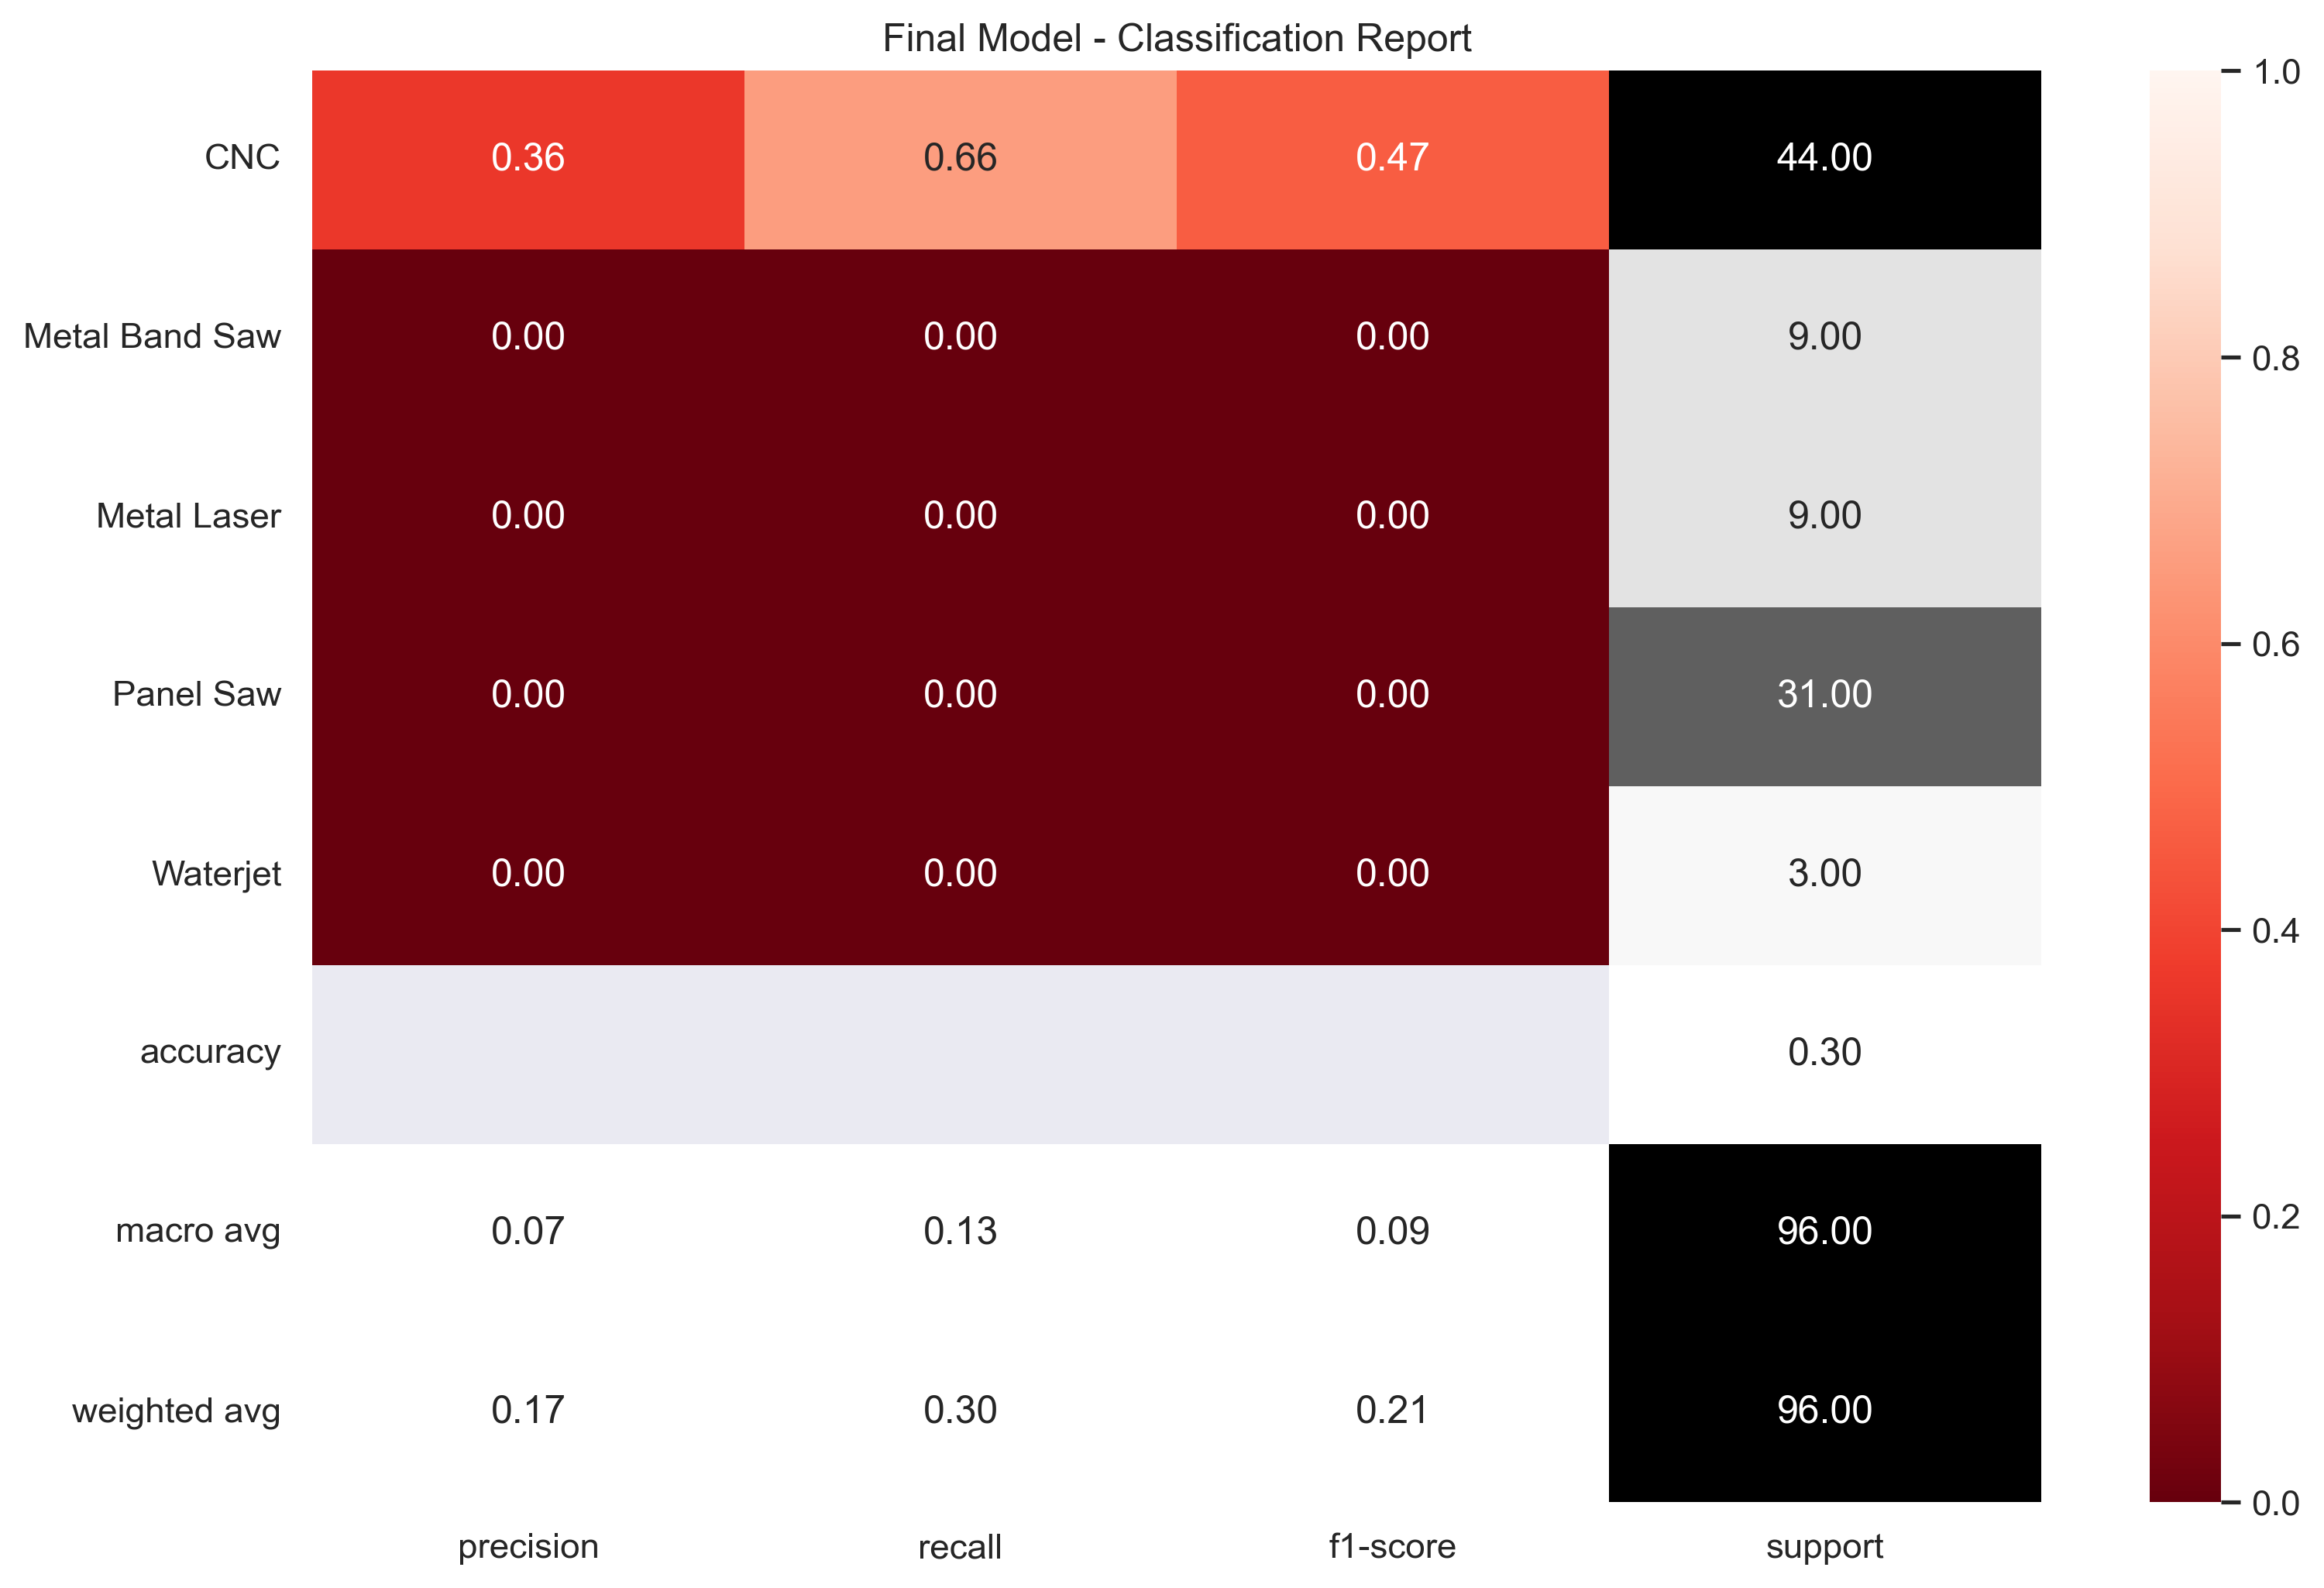 Final Model - Classification Report
CNC 0.36 0.66 0.47 44.00
Metal Band Saw 0.00 0.00 0.00 9.00
Metal Laser 0.00 0.00 0.00 9.00
Panel Saw 0.00 0.00 0.00 31.00
Waterjet 0.00 0.00 0.00 3.00
accuracy 0.30
macro avg 0.07 0.13 0.09 96.00
weighted avg 0.17 0.30 0.21 96.00
precision recall f1-score support
1.0
0.8
0.6
0.4
0.2
0.0